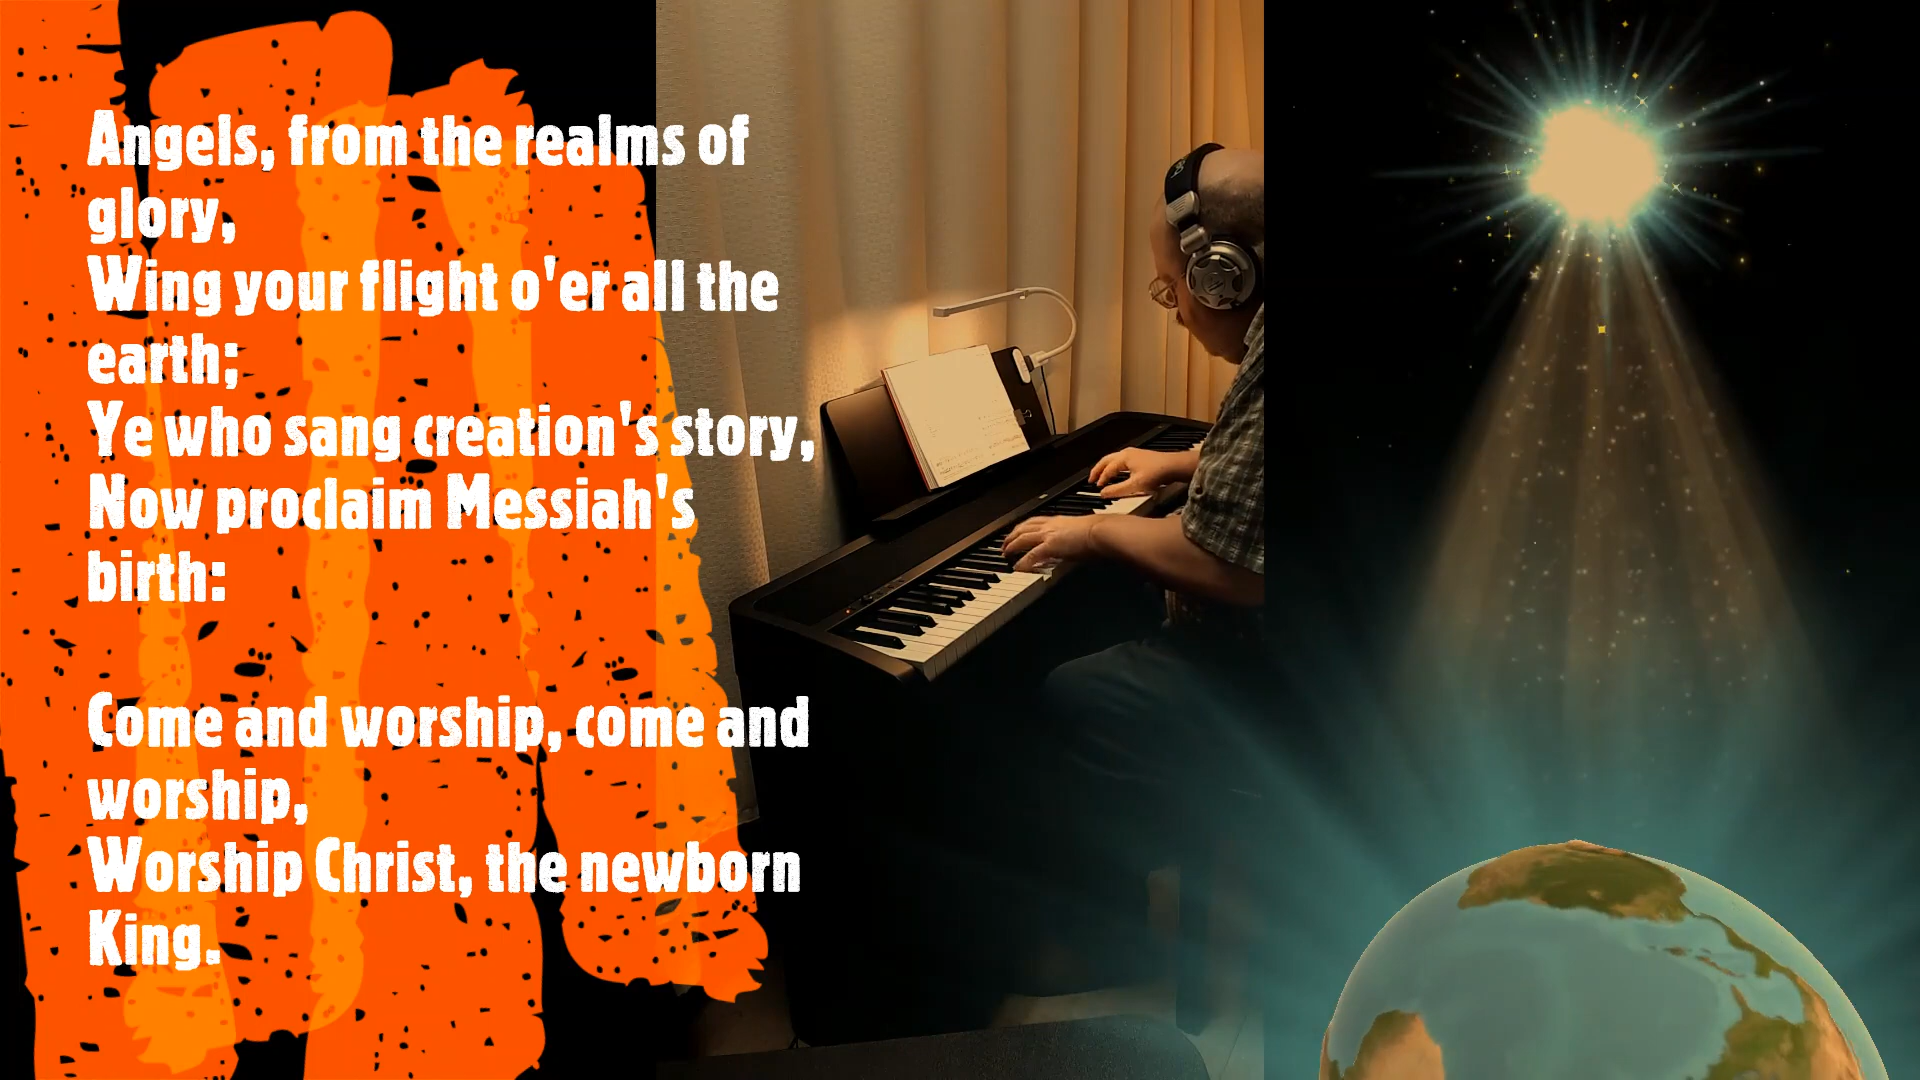 Angels, from the realms of
glory,
Wing your flight o'er all the
earth;
Ye who sang creation's story,
Now proclaim Messiah's
birth:
Come and worship, come and
worship,
Worship Christ, the newborn
King.